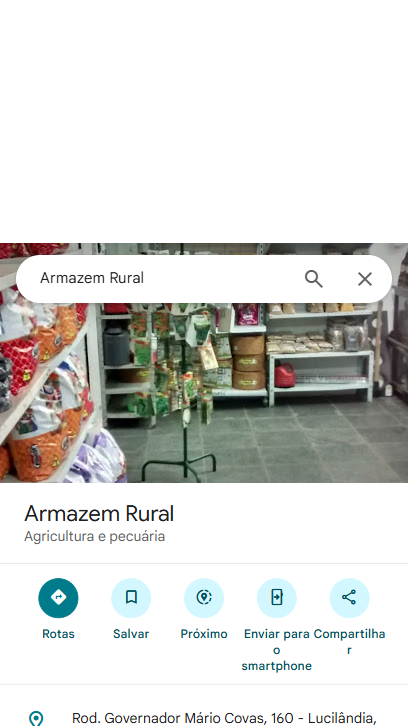 Armazem Rural
Armazem Rural
Agricultura e pecuária
Rotas
Salvar
Próximo
Enviar para o smartphone
Compartilhar
Rod. Governador Mário Covas, 160 - Lucilândia,